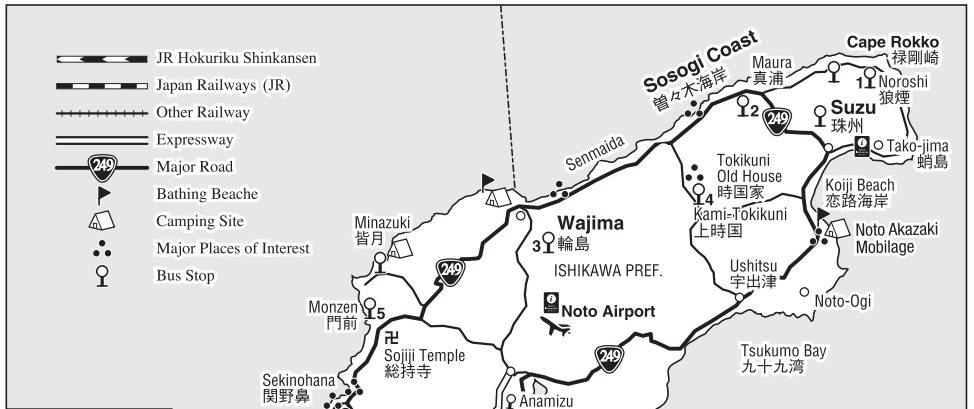 JR Hokuriku Shinkansen
Japan Railways (JR)
Other Railway
Expressway
249
Major Road
Bathing Beache
Camping Site
Major Places of Interest
Bus Stop
Cape Rokko
禄剛崎
Sosogi Coast
曽々木海岸
Maura
真浦
1
Noroshi
狼煙
2
249
Suzu
珠州
Tako-jima
蛸島
Senmaida
Tokikuni
Old House
時国家
4
Kami-Tokikuni
上時国
Koiji Beach
恋路海岸
Noto Akazaki
Mobilage
Minazuki
皆月
Wajima
3
輪島
249
ISHIKAWA PREF.
Ushitsu
宇出津
Noto-Ogi
Monzen
門前
5
Noto Airport
卍
Sojiji Temple
総持寺
249
Tsukumo Bay
九十九湾
Sekinohana
関野鼻
Anamizu